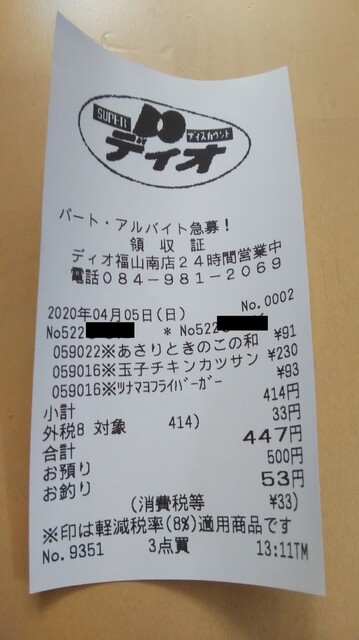 SUPER ディスカウント
ディオ
パート・アルバイト急募!
領収証
ディオ福山南店24時間営業中
電話084-981-2069
2020年04月05日(日) No.0002
No522 * No522
059022※あさりときのこの和 ¥91
059016※玉子チキンカツサン ¥230
059016※ツナマヨフライバーガー ¥93
小計 414円
外税8 対象 414) 33円
合計 447円
お預り 500円
お釣り 53円
(消費税等 ¥33)
※印は軽減税率(8%)適用商品です
No.9351 3点買 13:11TM